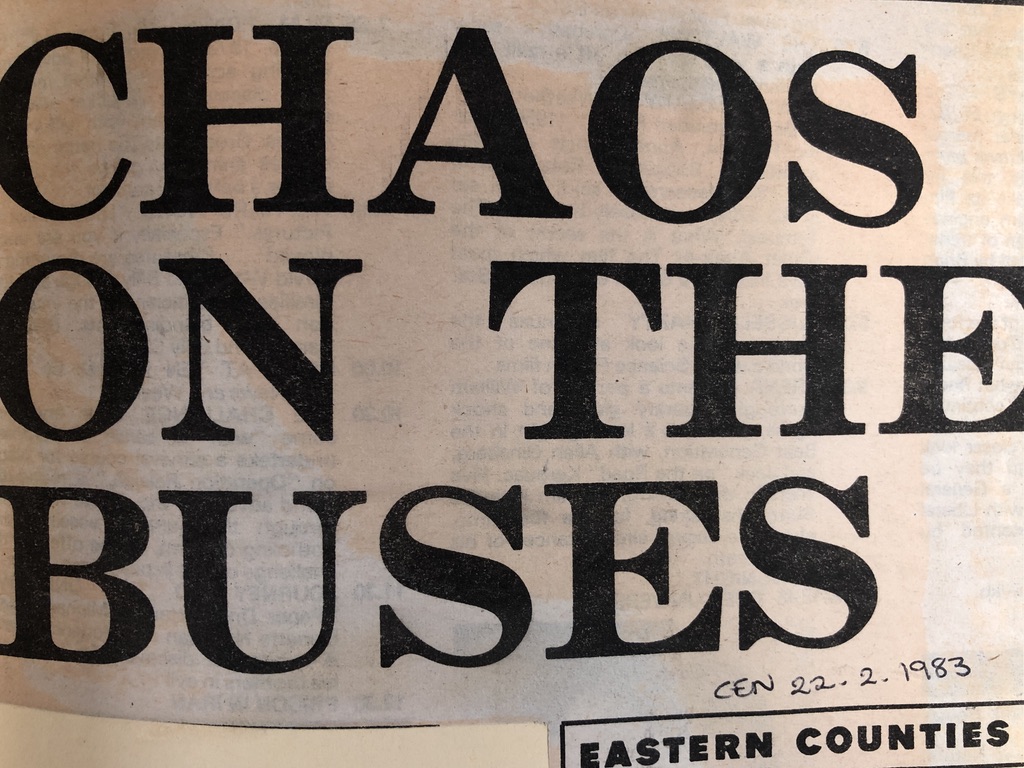 CHAOS
ON THE
BUSES
CEN 22.2.1983
EASTERN COUNTIES